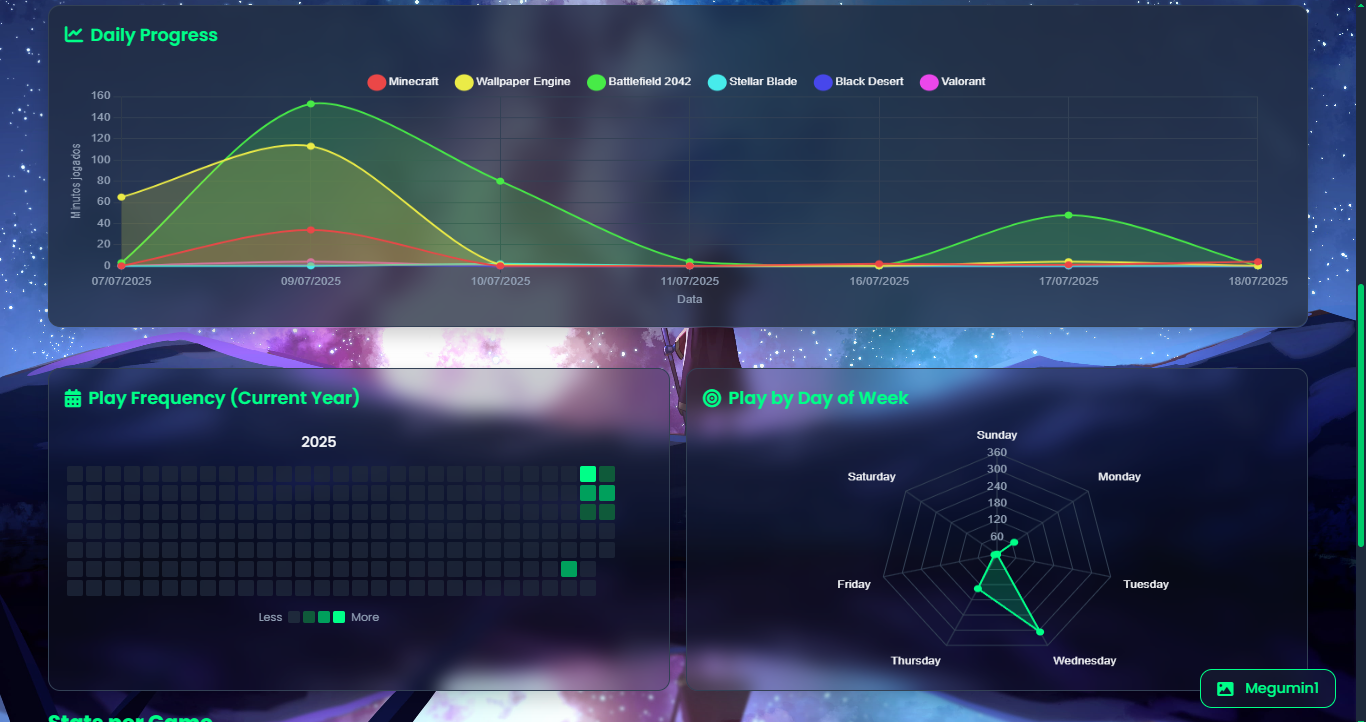 Daily Progress
Minecraft Wallpaper Engine Battlefield 2042 Stellar Blade Black Desert Valorant
160
140
120
100
80
60
40
20
0
Minutos jogados
07/07/2025 09/07/2025 10/07/2025 11/07/2025 16/07/2025 17/07/2025 18/07/2025
Data
Play Frequency (Current Year)
2025
Less More
Play by Day of Week
Sunday
360
300
240
180
120
60
Monday
Tuesday
Wednesday
Thursday
Friday
Saturday
Megumin1
Stats per Game